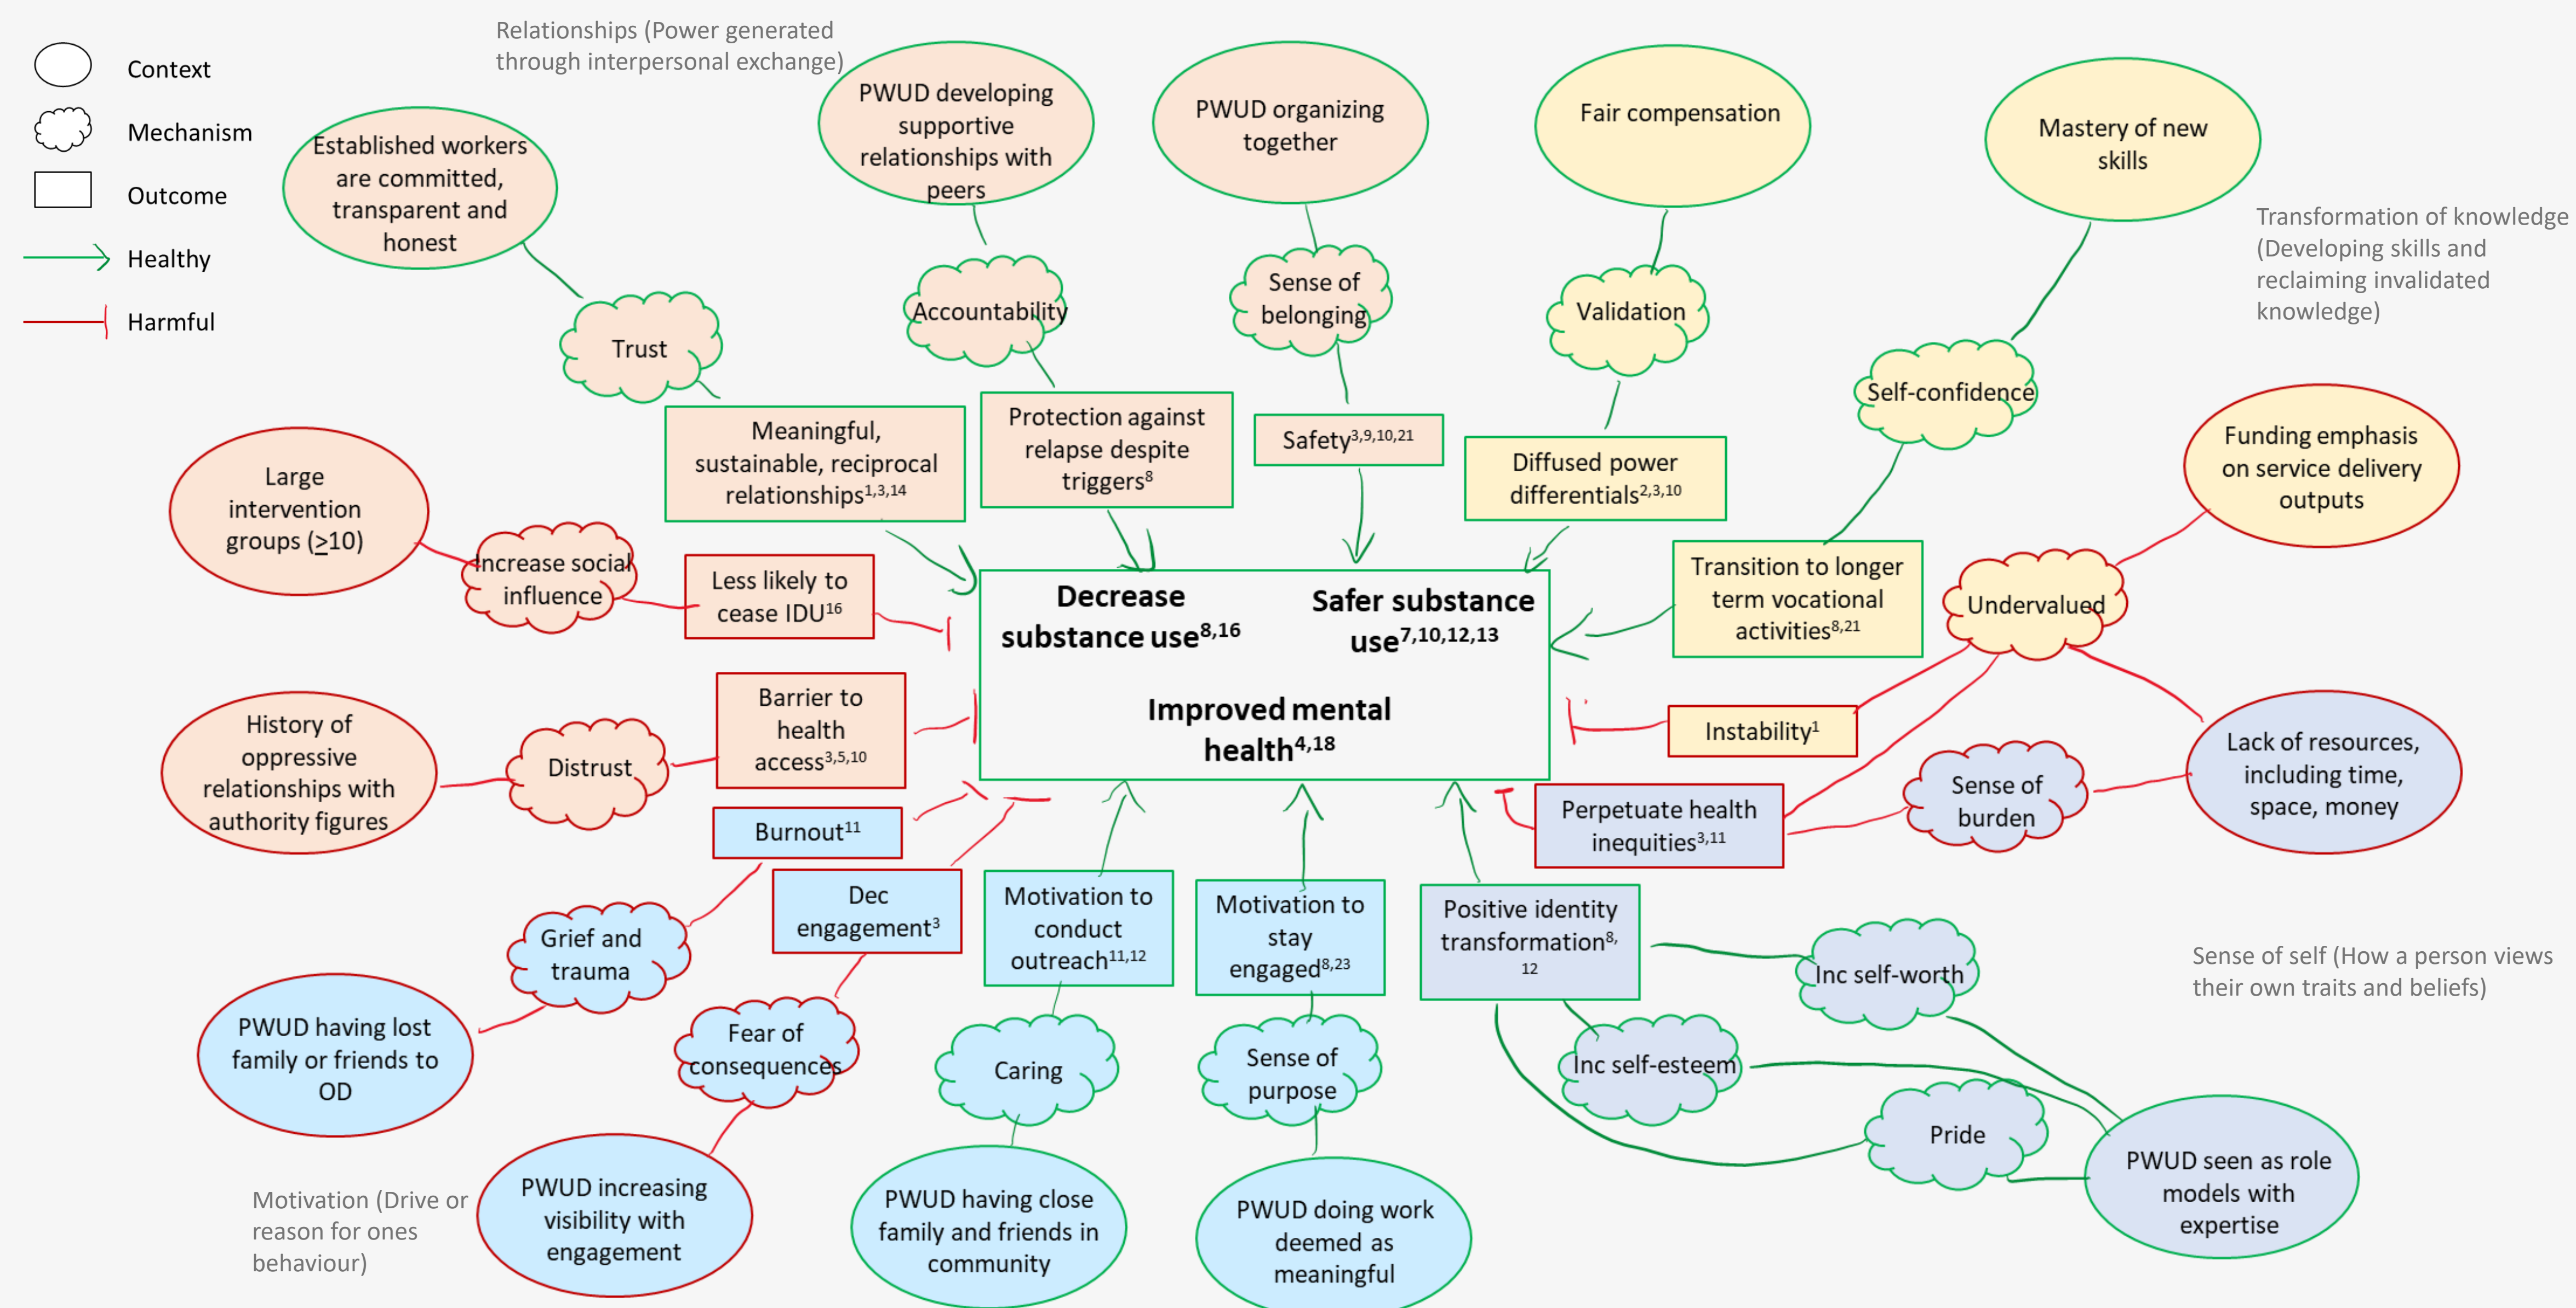 Context
Mechanism
Outcome
Healthy
Harmful
Relationships (Power generated
through interpersonal exchange)
Established workers
are committed,
transparent and
honest
PWUD developing
supportive
relationships with
peers
PWUD organizing
together
Fair compensation
Mastery of new
skills
Transformation of knowledge
(Developing skills and
reclaiming invalidated
knowledge)
Trust
Accountability
Sense of
belonging
Validation
Self-confidence
Meaningful,
sustainable, reciprocal
relationships1,3,14
Protection against
relapse despite
triggers8
Safety3,9,10,21
Diffused power
differentials2,3,10
Transition to longer
term vocational
activities8,21
Funding emphasis
on service delivery
outputs
Large
intervention
groups (≥10)
Increase social
influence
Less likely to
cease IDU16
Decrease
substance use8,16
Safer substance
use7,10,12,13
Improved mental
health4,18
Undervalued
Instability1
History of
oppressive
relationships with
authority figures
Distrust
Barrier to
health
access3,5,10
Lack of resources,
including time,
space, money
Sense of
burden
Perpetuate health
inequities3,11
Burnout11
Grief and
trauma
PWUD having lost
family or friends to
OD
Dec
engagement3
Fear of
consequences
PWUD increasing
visibility with
engagement
Motivation to
conduct
outreach11,12
Caring
PWUD having close
family and friends in
community
Motivation to
stay
engaged8,23
Sense of
purpose
PWUD doing work
deemed as
meaningful
Positive identity
transformation8,
12
Inc self-worth
Inc self-esteem
Pride
PWUD seen as role
models with
expertise
Sense of self (How a person views
their own traits and beliefs)
Motivation (Drive or
reason for ones
behaviour)